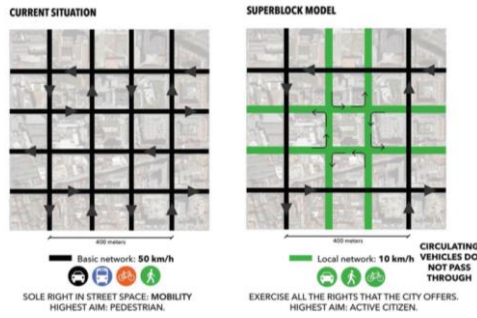 CURRENT SITUATION
400 meters
Basic network: 50 km/h
SOLE RIGHT IN STREET SPACE: MOBILITY
HIGHEST AIM: PEDESTRIAN.
SUPERBLOCK MODEL
400 meters
Local network: 10 km/h
CIRCULATING
VEHICLES DO
NOT PASS
THROUGH
EXERCISE ALL THE RIGHTS THAT THE CITY OFFERS.
HIGHEST AIM: ACTIVE CITIZEN.